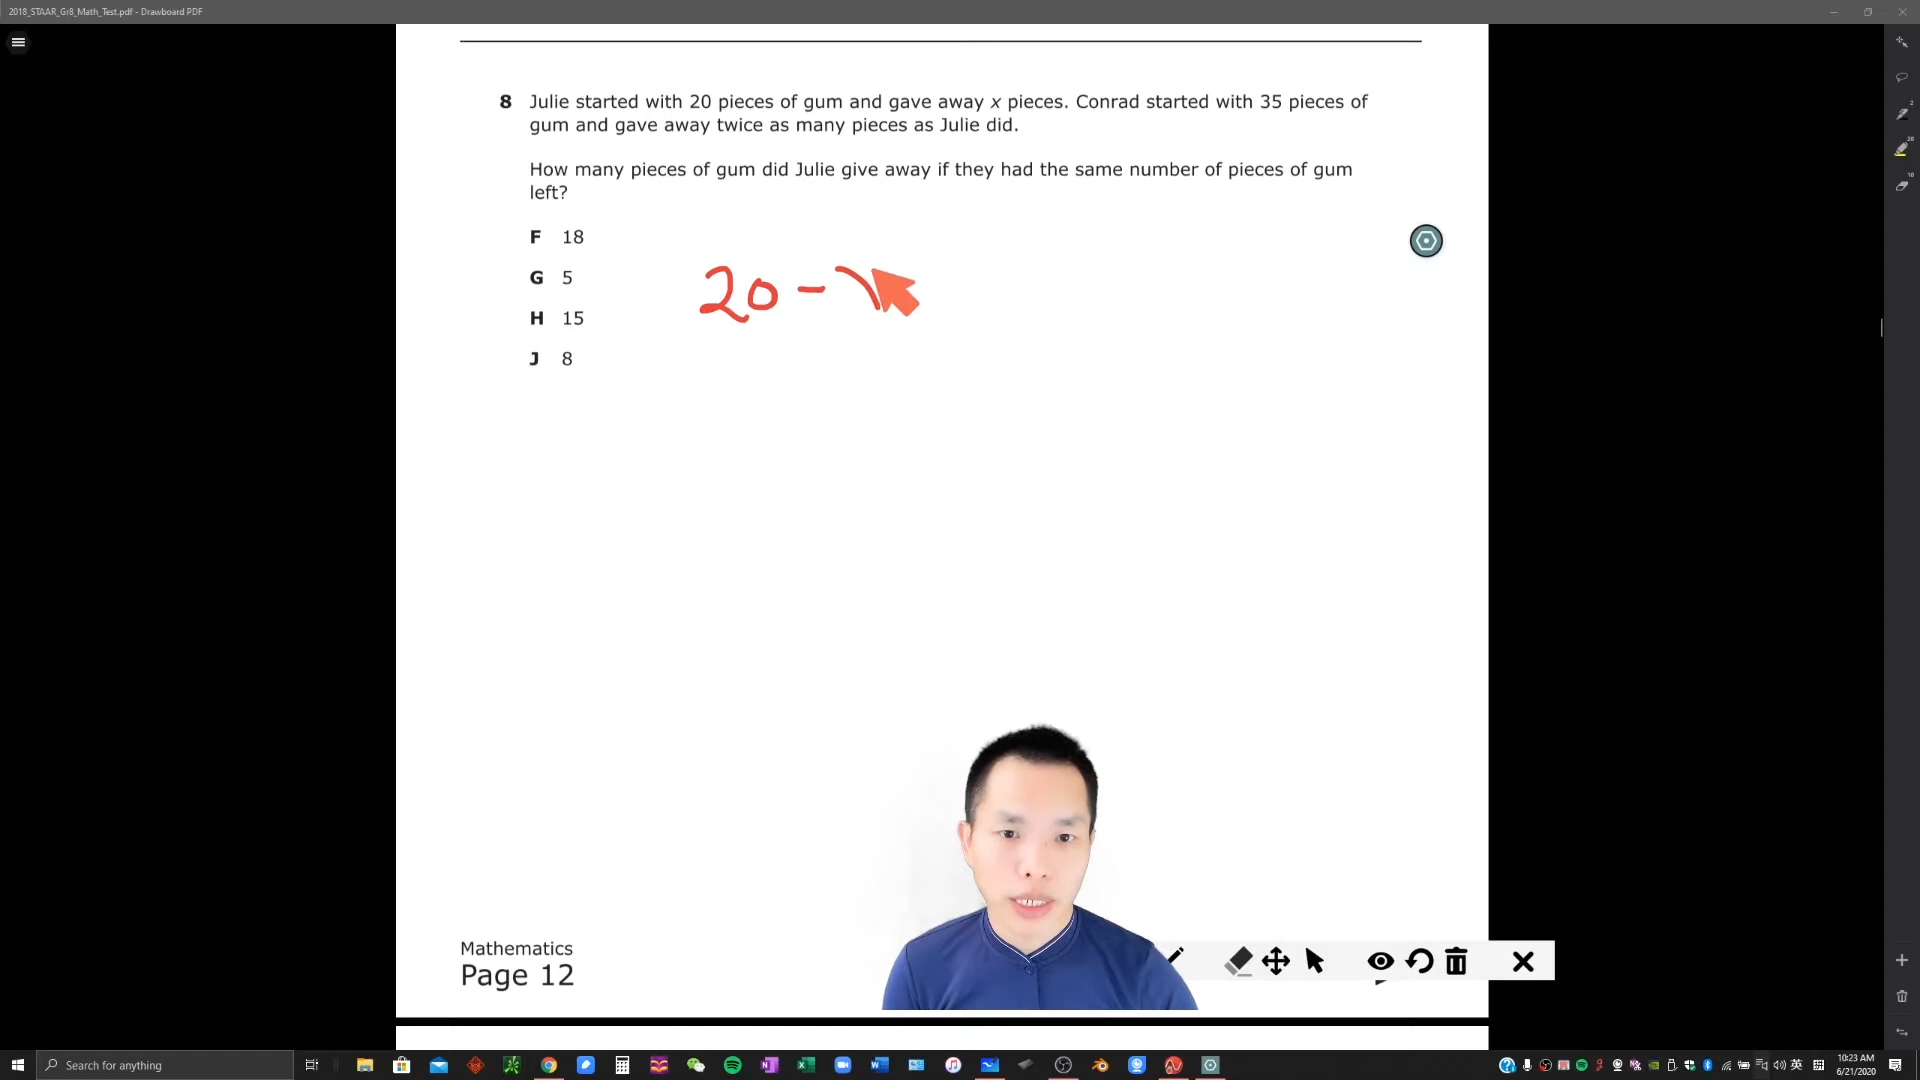 2018_STAAR_Gr8_Math_Test.pdf - Drawboard PDF
8 Julie started with 20 pieces of gum and gave away x pieces. Conrad started with 35 pieces of
gum and gave away twice as many pieces as Julie did.
How many pieces of gum did Julie give away if they had the same number of pieces of gum
left?
F 18
G 5
H 15
J 8
20 -
Mathematics
Page 12
Search for anything
英
10:23 AM
6/21/2020